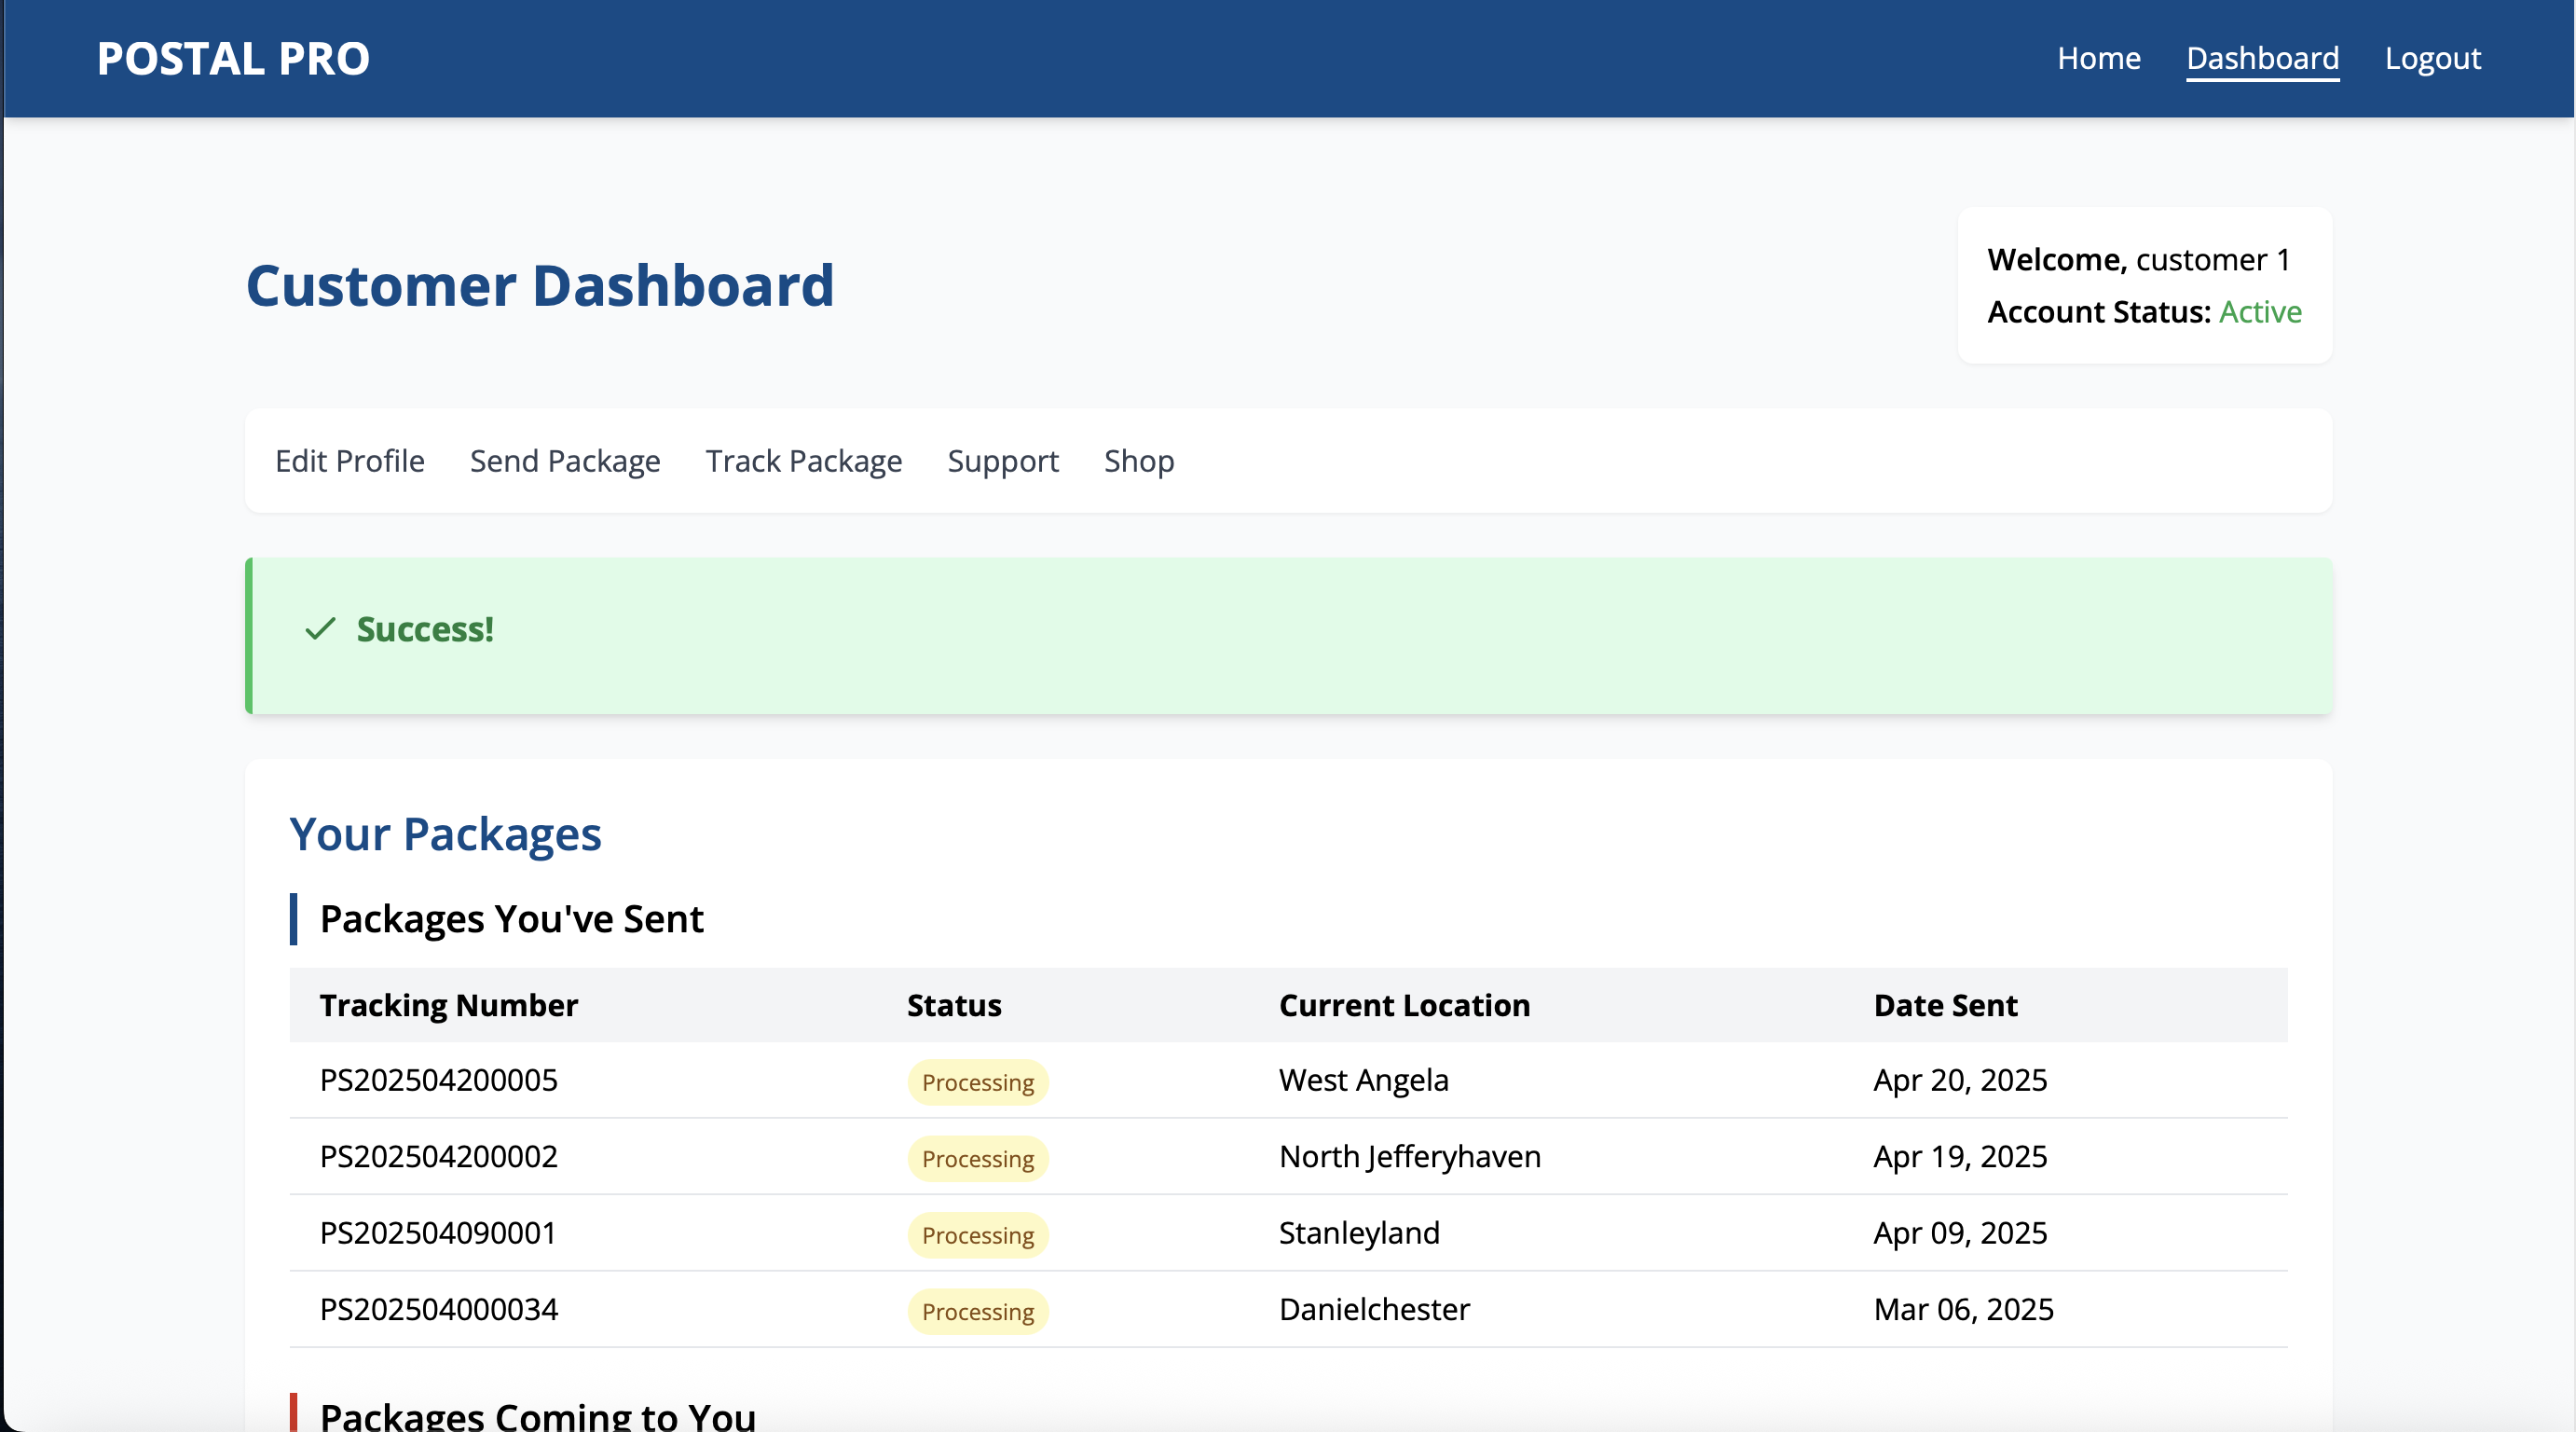 POSTAL PRO
Home Dashboard Logout
Customer Dashboard
Welcome, customer 1
Account Status: Active
Edit Profile Send Package Track Package Support Shop
Success!
Your Packages
Packages You've Sent
Tracking Number Status Current Location Date Sent
PS202504200005 Processing West Angela Apr 20, 2025
PS202504200002 Processing North Jefferyhaven Apr 19, 2025
PS202504090001 Processing Stanleyland Apr 09, 2025
PS202504000034 Processing Danielchester Mar 06, 2025
Packages Coming to You